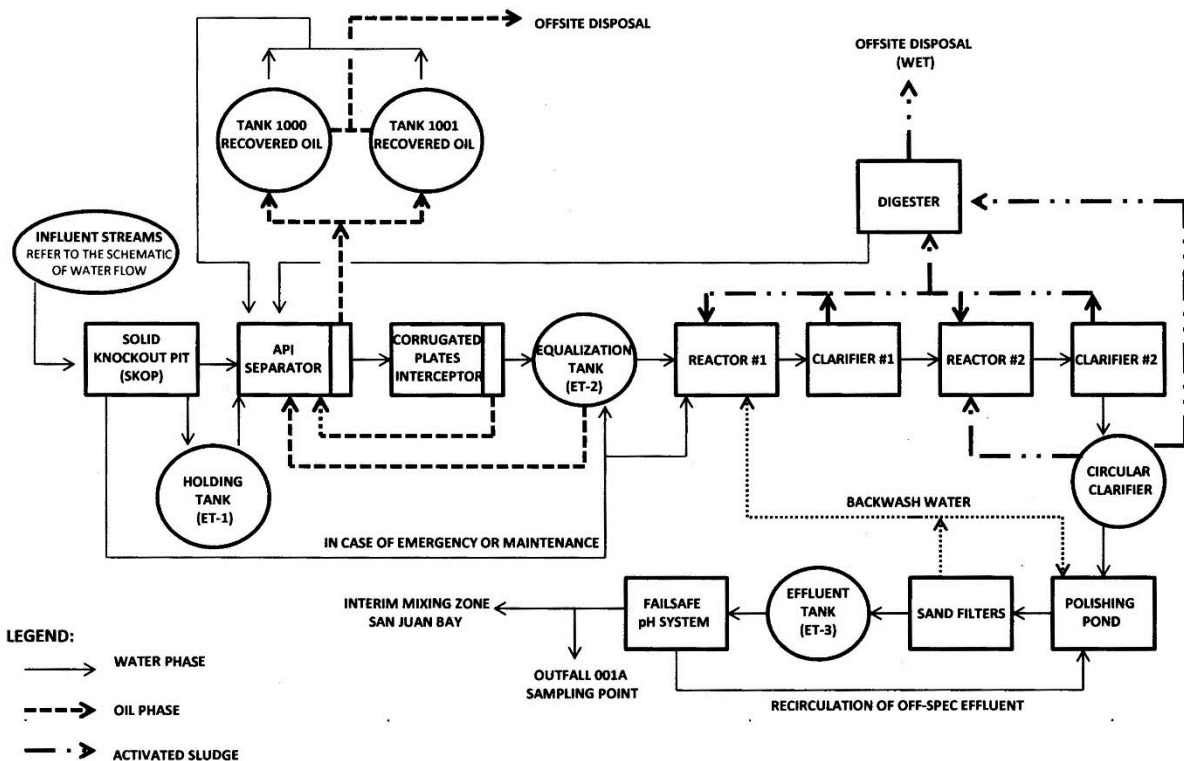 OFFSITE DISPOSAL
OFFSITE DISPOSAL
(WET)
TANK 1000
RECOVERED OIL
TANK 1001
RECOVERED OIL
DIGESTER
INFLUENT STREAMS
REFER TO THE SCHEMATIC
OF WATER FLOW
SOLID
KNOCKOUT PIT
(SKOP)
API
SEPARATOR
CORRUGATED
PLATES
INTERCEPTOR
EQUALIZATION
TANK
(ET-2)
REACTOR #1
CLARIFIER #1
REACTOR #2
CLARIFIER #2
HOLDING
TANK
(ET-1)
CIRCULAR
CLARIFIER
BACKWASH WATER
IN CASE OF EMERGENCY OR MAINTENANCE
INTERIM MIXING ZONE
SAN JUAN BAY
FAILSAFE
pH SYSTEM
EFFLUENT
TANK
(ET-3)
SAND FILTERS
POLISHING
POND
OUTFALL 001A
SAMPLING POINT
RECIRCULATION OF OFF-SPEC EFFLUENT
LEGEND:
WATER PHASE
OIL PHASE
ACTIVATED SLUDGE